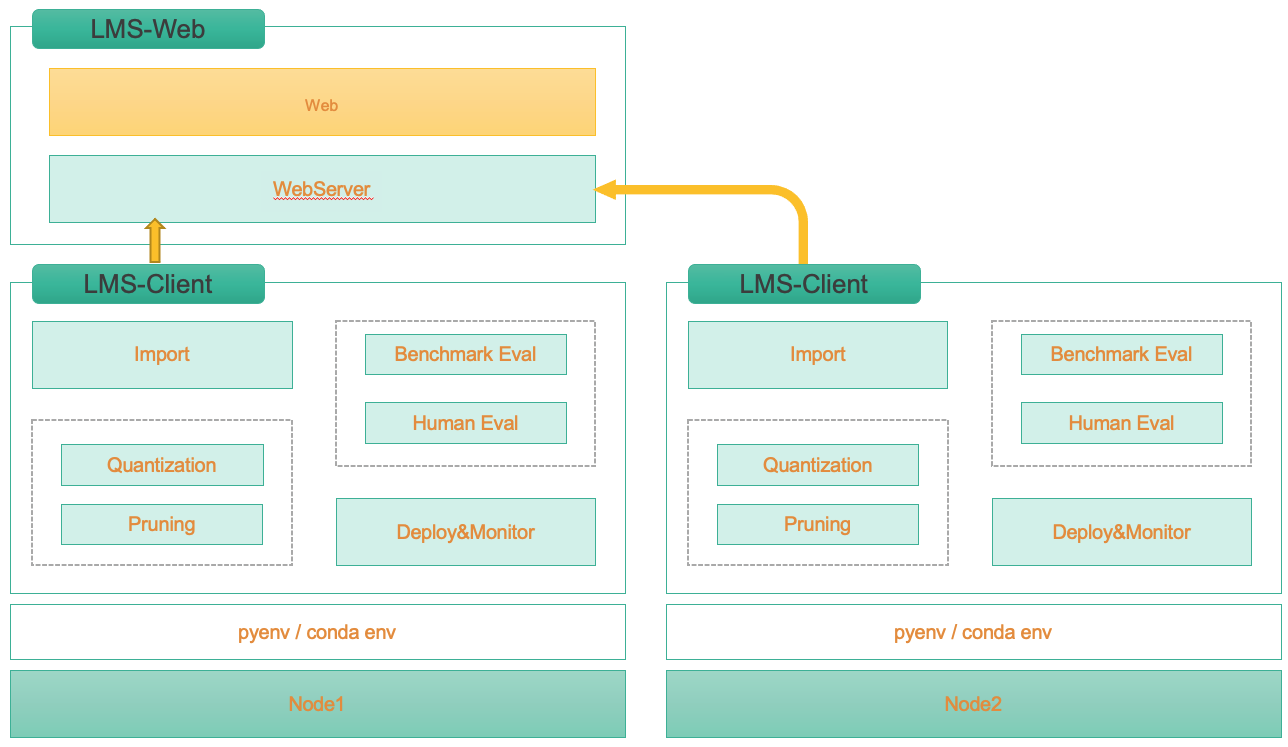 LMS-Web
Web
WebServer
LMS-Client
Import
Benchmark Eval
Human Eval
Quantization
Pruning
Deploy&Monitor
pyenv / conda env
Node1
LMS-Client
Import
Benchmark Eval
Human Eval
Quantization
Pruning
Deploy&Monitor
pyenv / conda env
Node2